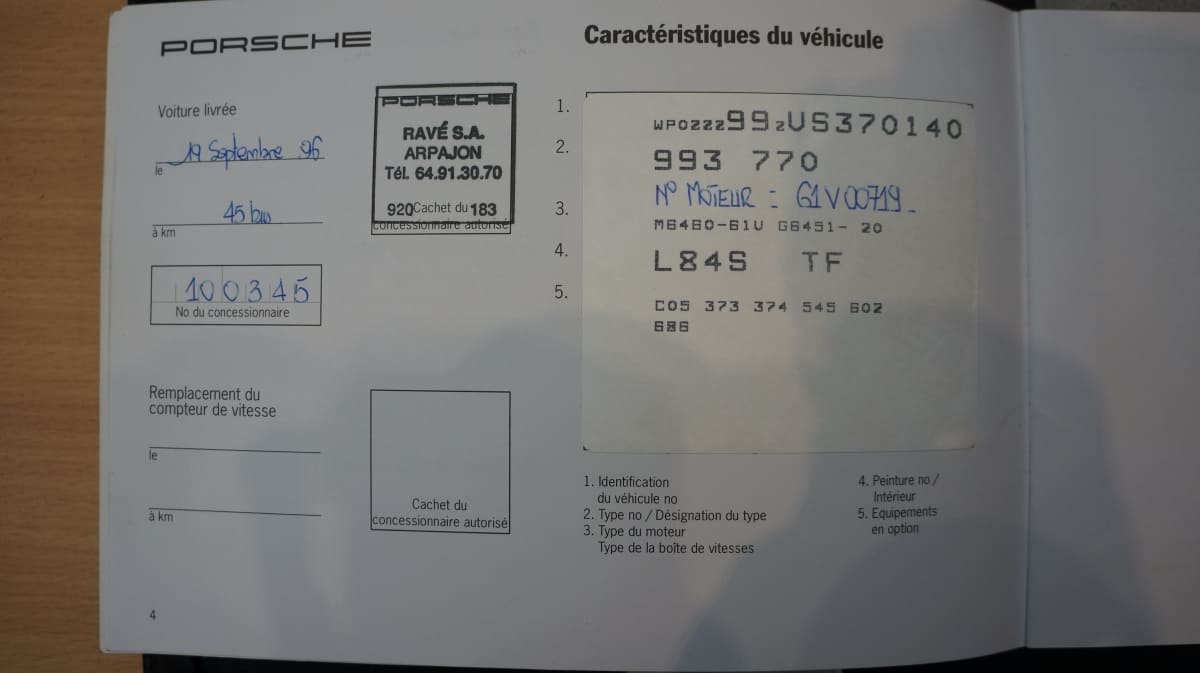 PORSCHE
Voiture livrée
19 Septembre 96
le
45 km
à km
100345
No du concessionnaire
PORSCHE
RAVÉ S.A.
ARPAJON
Tél. 64.91.30.70
920 Cachet du 183
concessionnaire autorisé
Remplacement du
compteur de vitesse
le
à km
Cachet du
concessionnaire autorisé
4
Caractéristiques du véhicule
1. WP0ZZZ99ZUS370140
2. 993 770
N° MOTEUR = 61V00719_
3. M6460-61U G6451- 20
4. L84S TF
5. C05 373 374 545 602
686
1. Identification
du véhicule no
2. Type no / Désignation du type
3. Type du moteur
Type de la boîte de vitesses
4. Peinture no /
Intérieur
5. Equipements
en option